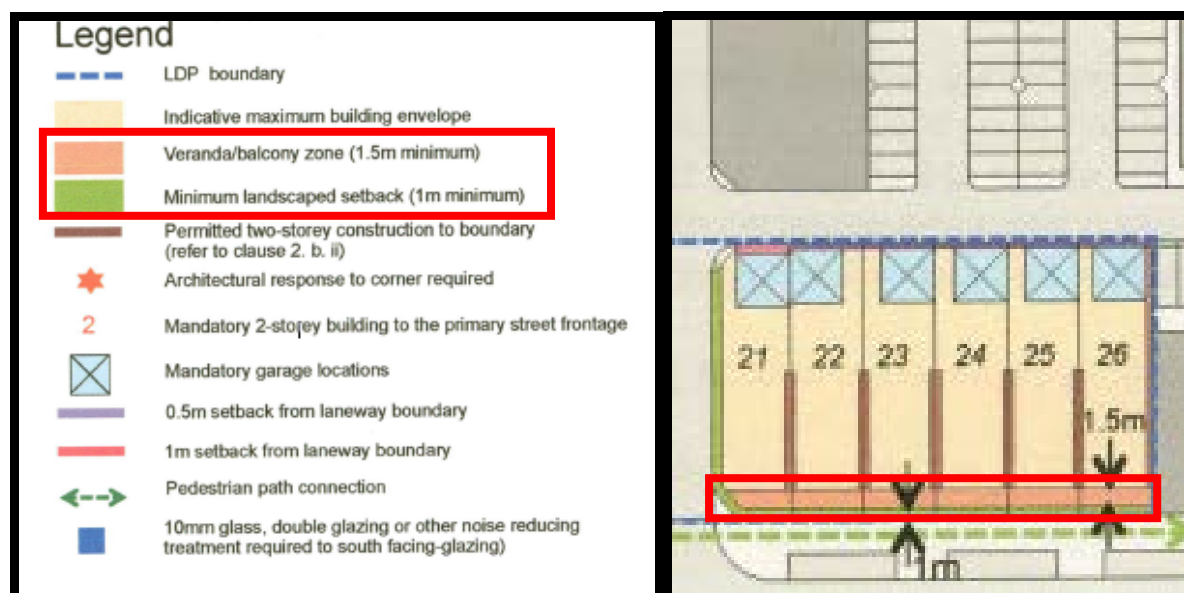 Legend
LDP boundary
Indicative maximum building envelope
Veranda/balcony zone (1.5m minimum)
Minimum landscaped setback (1m minimum)
Permitted two-storey construction to boundary
(refer to clause 2. b. ii)
Architectural response to corner required
2 Mandatory 2-storey building to the primary street frontage
Mandatory garage locations
0.5m setback from laneway boundary
1m setback from laneway boundary
Pedestrian path connection
10mm glass, double glazing or other noise reducing
treatment required to south facing-glazing)
21 22 23 24 25 26
1.5m
1m